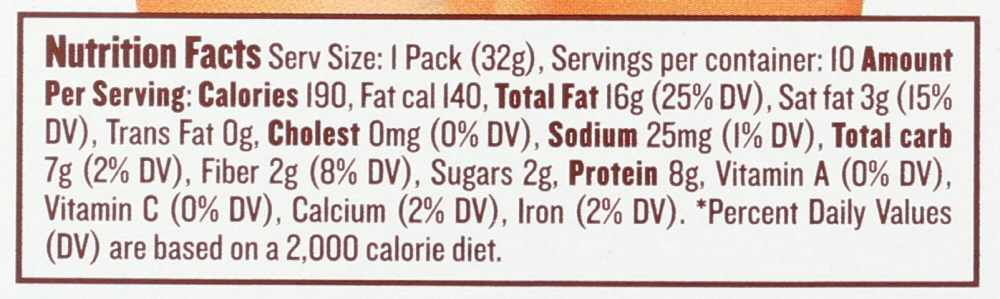 Nutrition Facts Serv Size: 1 Pack (32g), Servings per container: 10 Amount
Per Serving: Calories 190, Fat cal 140, Total Fat 16g (25% DV), Sat fat 3g (15%
DV), Trans Fat 0g, Cholest 0mg (0% DV), Sodium 25mg (1% DV), Total carb
7g (2% DV), Fiber 2g (8% DV), Sugars 2g, Protein 8g, Vitamin A (0% DV),
Vitamin C (0% DV), Calcium (2% DV), Iron (2% DV). *Percent Daily Values
(DV) are based on a 2,000 calorie diet.